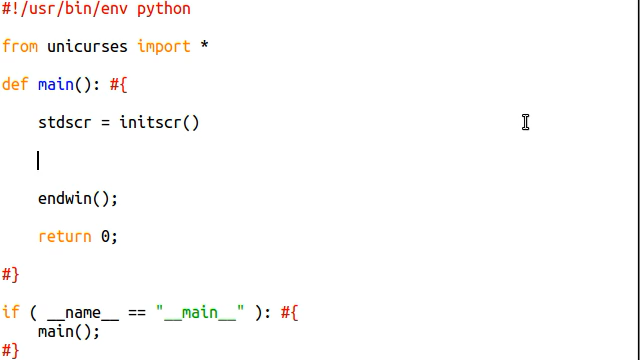 #!/usr/bin/env python
from unicurses import *
def main(): #{
stdscr = initscr()
endwin();
return 0;
#}
if ( __name__ == "__main__" ): #{
main();
#}